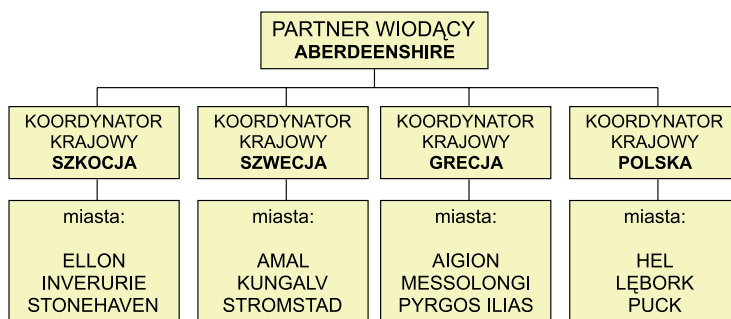 PARTNER WIODĄCY
ABERDEENSHIRE
KOORDYNATOR
KRAJOWY
SZKOCJA
KOORDYNATOR
KRAJOWY
SZWECJA
KOORDYNATOR
KRAJOWY
GRECJA
KOORDYNATOR
KRAJOWY
POLSKA
miasta:
ELLON
INVERURIE
STONEHAVEN
miasta:
AMAL
KUNGALV
STROMSTAD
miasta:
AIGION
MESSOLONGI
PYRGOS ILIAS
miasta:
HEL
LĘBORK
PUCK